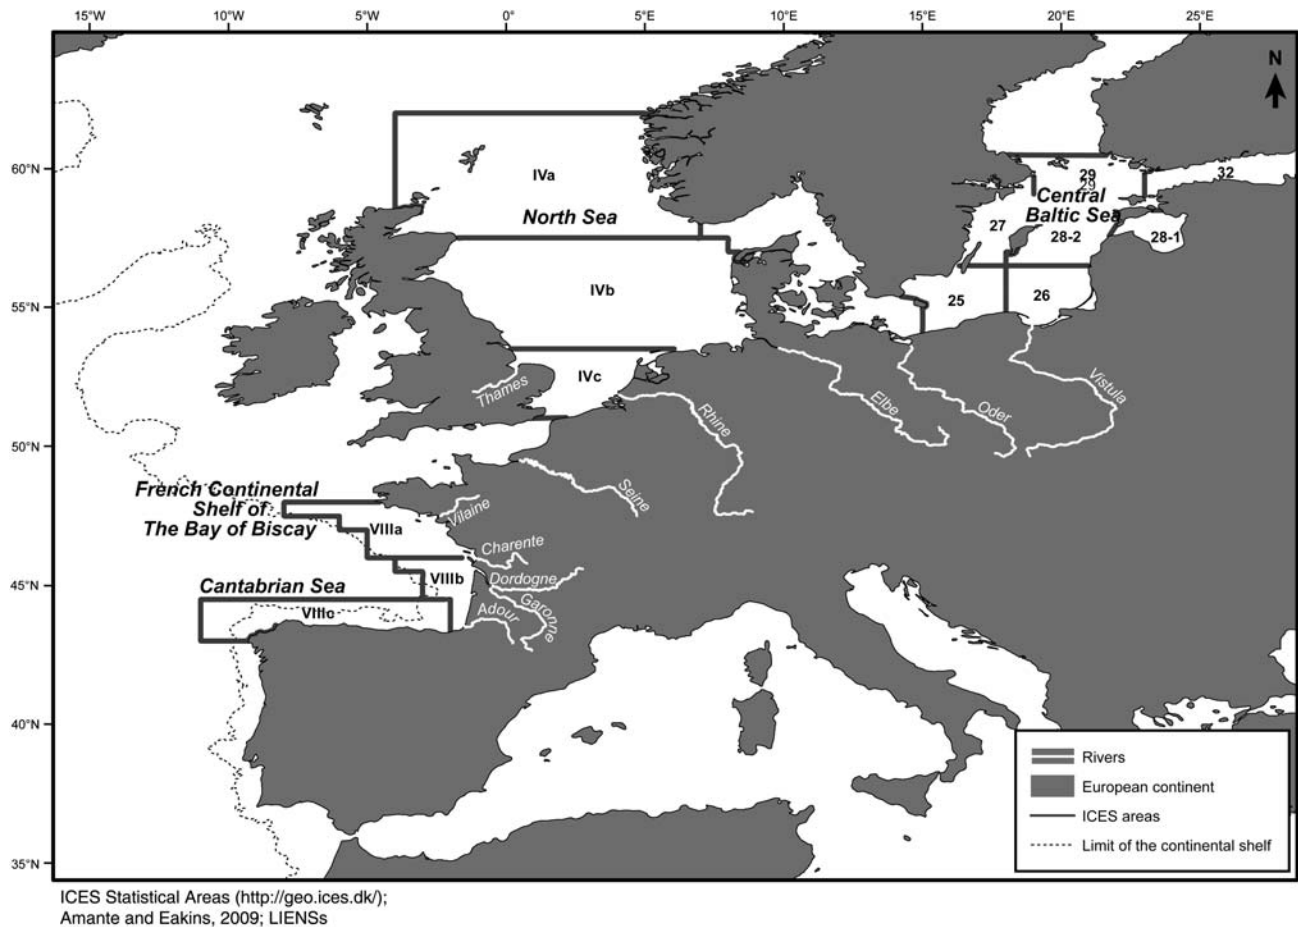 15°W 10°W 5°W 0° 5°E 10°E 15°E 20°E 25°E
N
60°N
55°N
50°N
45°N
40°N
35°N
IVa
North Sea
IVb
IVc
29
29
32
Central
Baltic Sea
27
28-2
28-1
25
26
Thames
Rhine
Elbe
Oder
Vistula
Seine
French Continental
Shelf of
The Bay of Biscay
VIIIa
Vilaine
Charente
VIIIb
Dordogne
Garonne
Adour
Cantabrian Sea
VIIIc
Rivers
European continent
ICES areas
Limit of the continental shelf
ICES Statistical Areas (http://geo.ices.dk/);
Amante and Eakins, 2009; LIENSs